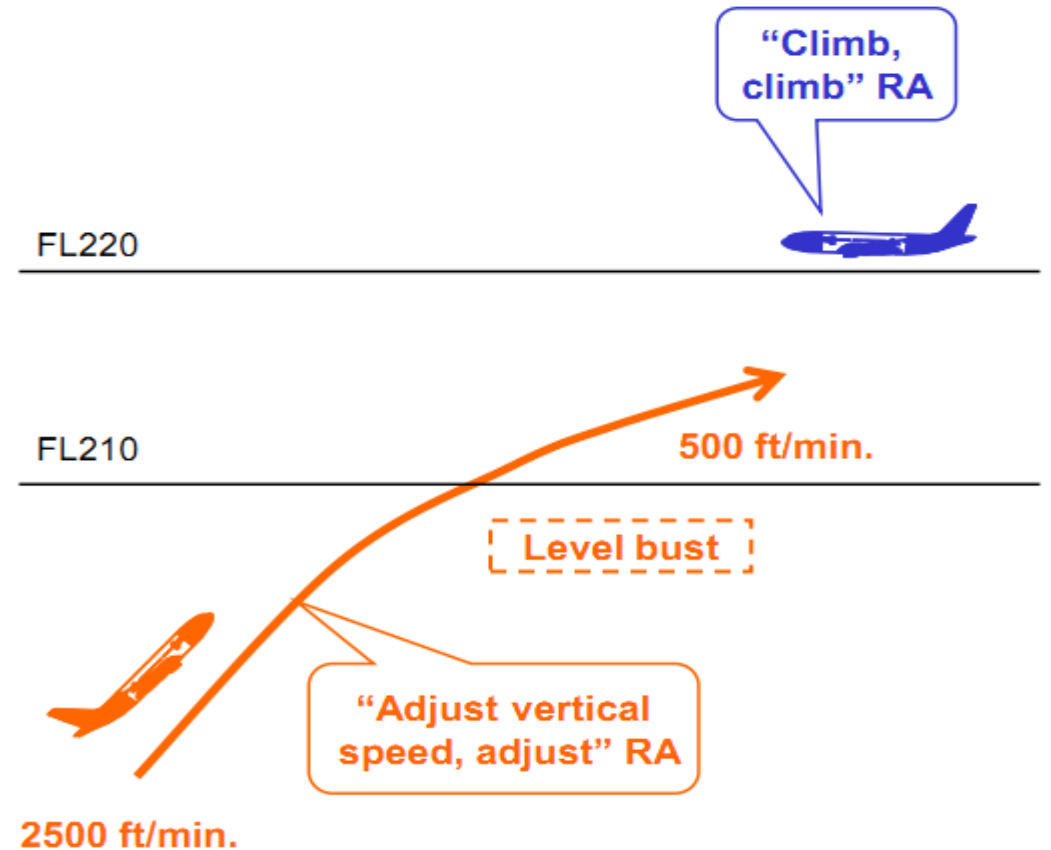 “Climb,
climb” RA
FL220
FL210
500 ft/min.
Level bust
“Adjust vertical
speed, adjust” RA
2500 ft/min.